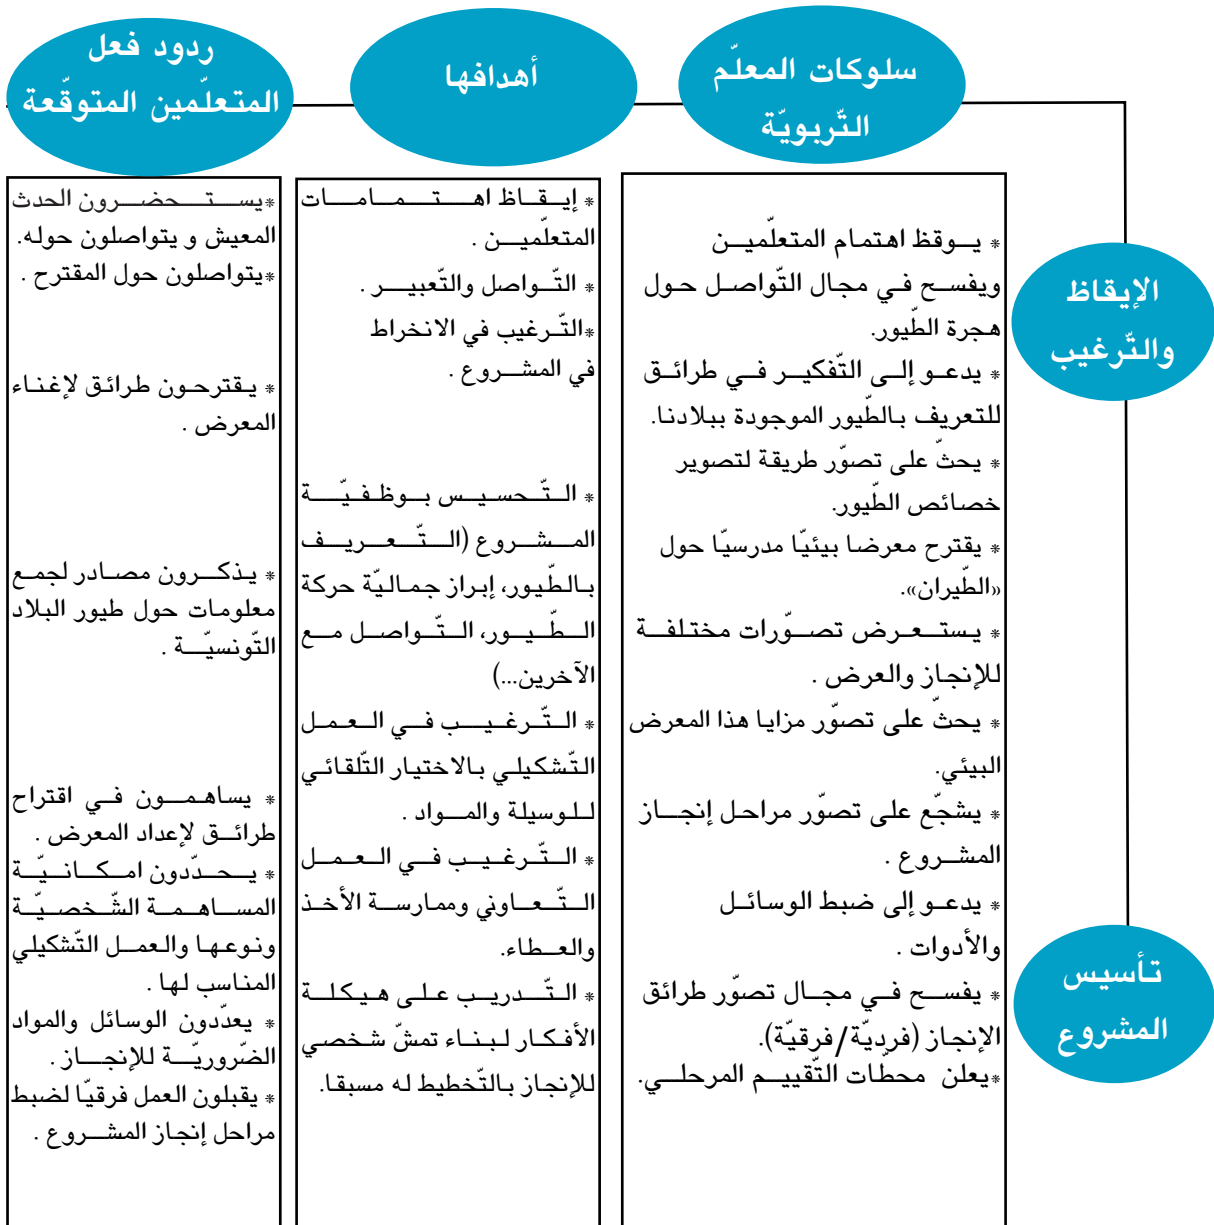 سلوكات المعلّم
التّربويّة
أهدافها
ردود فعل
المتعلّمين المتوقّعة
الإيقاظ
والتّرغيب
تأسيس
المشروع
* يوقظ اهتمام المتعلّمين
ويفسح في مجال التّواصل حول
هجرة الطّيور.
* يدعو إلى التّفكير في طرائق
للتعريف بالطّيور الموجودة ببلادنا.
* يحثّ على تصوّر طريقة لتصوير
خصائص الطّيور.
* يقترح معرضا بيئيّا مدرسيّا حول
«الطّيران».
* يستعرض تصوّرات مختلفة
للإنجاز والعرض .
* يحثّ على تصوّر مزايا هذا المعرض
البيئي.
* يشجّع على تصوّر مراحل إنجاز
المشروع .
* يدعو إلى ضبط الوسائل
والأدوات .
* يفسح في مجال تصوّر طرائق
الإنجاز (فرديّة/فرقيّة).
*يعلن محطّات التّقييم المرحلي.
* إيقاظ اهتمامات
المتعلّمين .
* التّواصل والتّعبير .
*التّرغيب في الانخراط
في المشروع .
* التّحسيس بوظفيّة
المشروع (التّعريف
بالطّيور، إبراز جماليّة حركة
الطّيور، التّواصل مع
الآخرين...)
* التّرغيب في العمل
التّشكيلي بالاختيار التّلقائي
للوسيلة والمواد .
* التّرغيب في العمل
التّعاوني وممارسة الأخذ
والعطاء.
* التّدريب على هيكلة
الأفكار لبناء تمشّ شخصي
للإنجاز بالتّخطيط له مسبقا.
*يستحضرون الحدث
المعيش و يتواصلون حوله.
*يتواصلون حول المقترح .
* يقترحون طرائق لإغناء
المعرض .
* يذكرون مصادر لجمع
معلومات حول طيور البلاد
التّونسيّة .
* يساهمون في اقتراح
طرائق لإعداد المعرض .
* يحدّدون امكانيّة
المساهمة الشّخصيّة
ونوعها والعمل التّشكيلي
المناسب لها .
* يعدّدون الوسائل والمواد
الضّروريّة للإنجاز .
* يقبلون العمل فرقيّا لضبط
مراحل إنجاز المشروع .